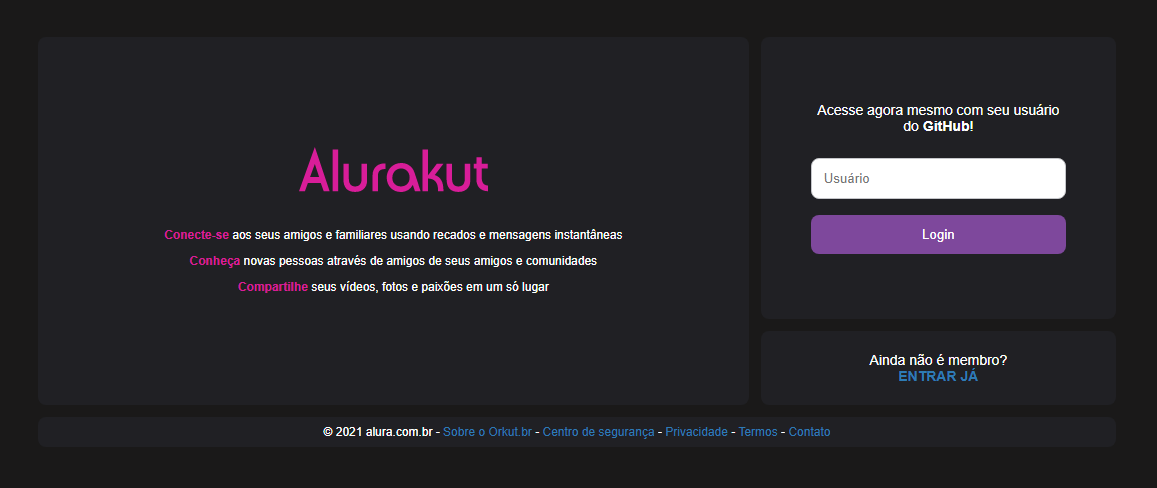 Alurakut
Conecte-se aos seus amigos e familiares usando recados e mensagens instantâneas
Conheça novas pessoas através de amigos de seus amigos e comunidades
Compartilhe seus vídeos, fotos e paixões em um só lugar
Acesse agora mesmo com seu usuário
do GitHub!
Usuário
Login
Ainda não é membro?
ENTRAR JÁ
© 2021 alura.com.br - Sobre o Orkut.br - Centro de segurança - Privacidade - Termos - Contato